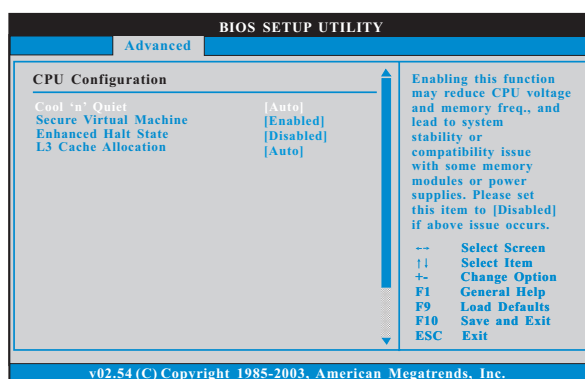 BIOS SETUP UTILITY
Advanced
CPU Configuration
Cool ‘n’ Quiet [Auto]
Secure Virtual Machine [Enabled]
Enhanced Halt State [Disabled]
L3 Cache Allocation [Auto]
Enabling this function
may reduce CPU voltage
and memory freq., and
lead to system
stability or
compatibility issue
with some memory
modules or power
supplies. Please set
this item to [Disabled]
if above issue occurs.
←→ Select Screen
↑↓ Select Item
+- Change Option
F1 General Help
F9 Load Defaults
F10 Save and Exit
ESC Exit
v02.54 (C) Copyright 1985-2003, American Megatrends, Inc.